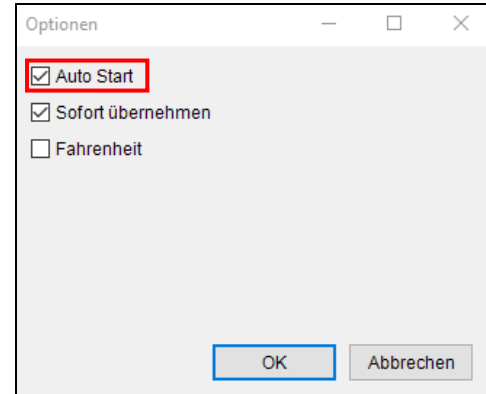 Optionen
Auto Start
Sofort übernehmen
Fahrenheit
OK Abbrechen